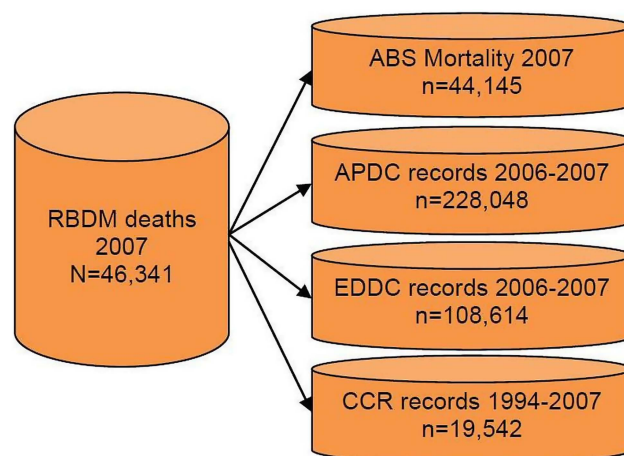 RBDM deaths
2007
N=46,341
ABS Mortality 2007
n=44,145
APDC records 2006-2007
n=228,048
EDDC records 2006-2007
n=108,614
CCR records 1994-2007
n=19,542